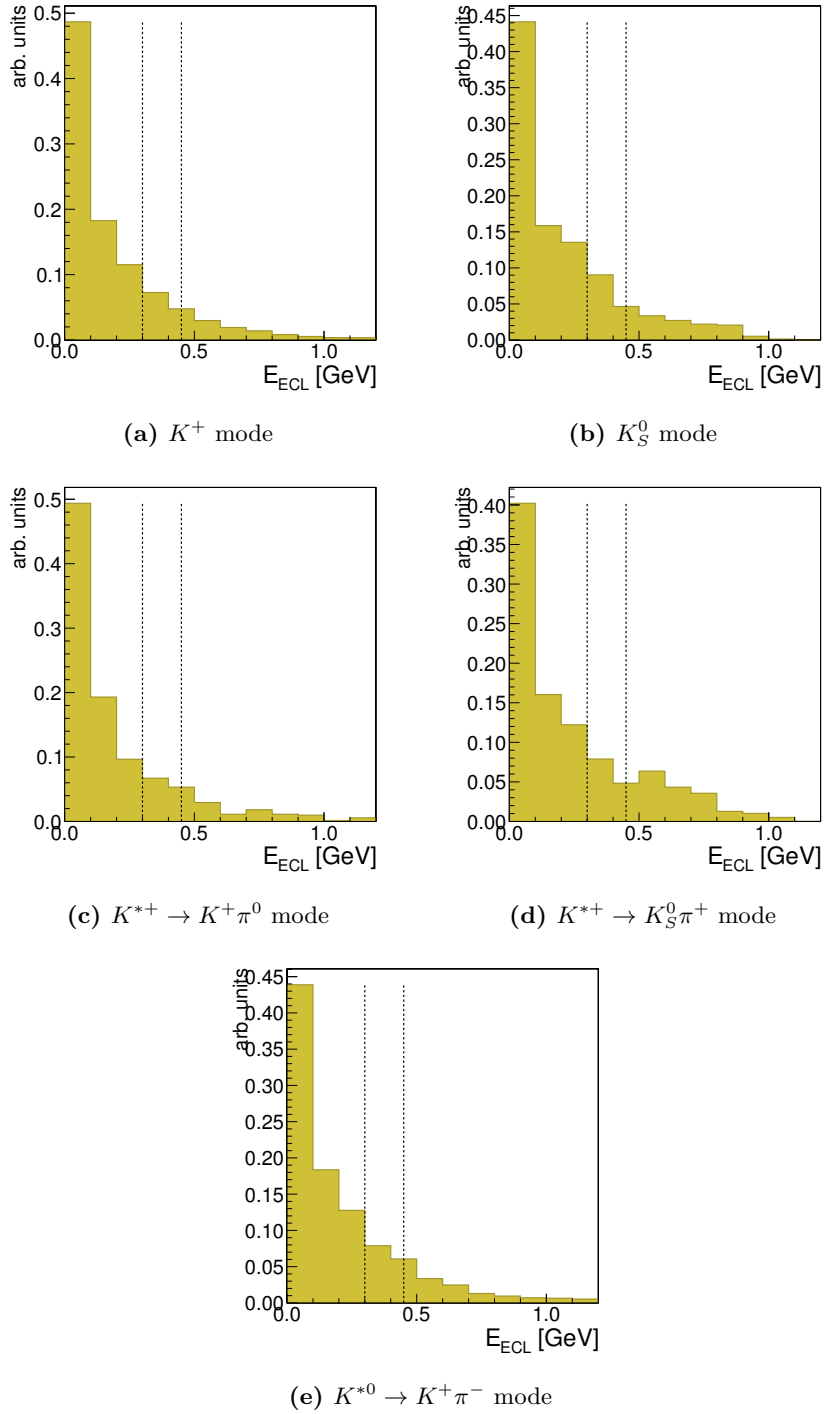 arb. units
0.5
0.4
0.3
0.2
0.1
0.0
0.0 0.5 1.0
E_ECL [GeV]
(a) K⁺ mode
arb. units
0.45
0.40
0.35
0.30
0.25
0.20
0.15
0.10
0.05
0.00
0.0 0.5 1.0
E_ECL [GeV]
(b) K_S^0 mode
arb. units
0.5
0.4
0.3
0.2
0.1
0.0
0.0 0.5 1.0
E_ECL [GeV]
(c) K*⁺ → K⁺π⁰ mode
arb. units
0.40
0.35
0.30
0.25
0.20
0.15
0.10
0.05
0.00
0.0 0.5 1.0
E_ECL [GeV]
(d) K*⁺ → K_S^0π⁺ mode
arb. units
0.45
0.40
0.35
0.30
0.25
0.20
0.15
0.10
0.05
0.00
0.0 0.5 1.0
E_ECL [GeV]
(e) K*⁰ → K⁺π⁻ mode